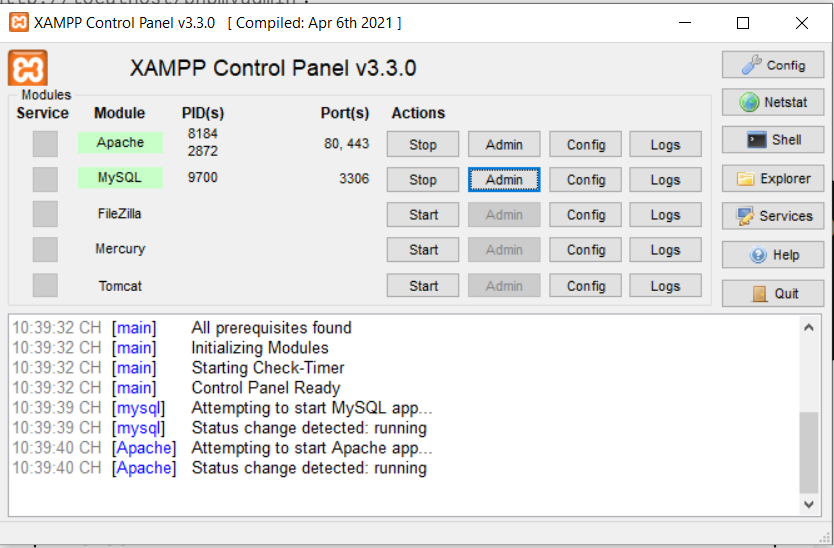 http://localhost/phpmyadmin .
XAMPP Control Panel v3.3.0 [ Compiled: Apr 6th 2021 ]
XAMPP Control Panel v3.3.0
Config
Modules
Service Module PID(s) Port(s) Actions
Netstat
Apache 8184 2872 80, 443 Stop Admin Config Logs
Shell
MySQL 9700 3306 Stop Admin Config Logs
Explorer
FileZilla Start Admin Config Logs
Services
Mercury Start Admin Config Logs
Help
Tomcat Start Admin Config Logs
Quit
10:39:32 CH [main] All prerequisites found
10:39:32 CH [main] Initializing Modules
10:39:32 CH [main] Starting Check-Timer
10:39:32 CH [main] Control Panel Ready
10:39:39 CH [mysql] Attempting to start MySQL app...
10:39:39 CH [mysql] Status change detected: running
10:39:40 CH [Apache] Attempting to start Apache app...
10:39:40 CH [Apache] Status change detected: running